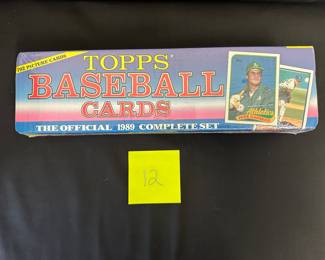 792 PICTURE CARDS
TOPPS
BASEBALL
CARDS
THE OFFICIAL 1989 COMPLETE SET
Athletics
12